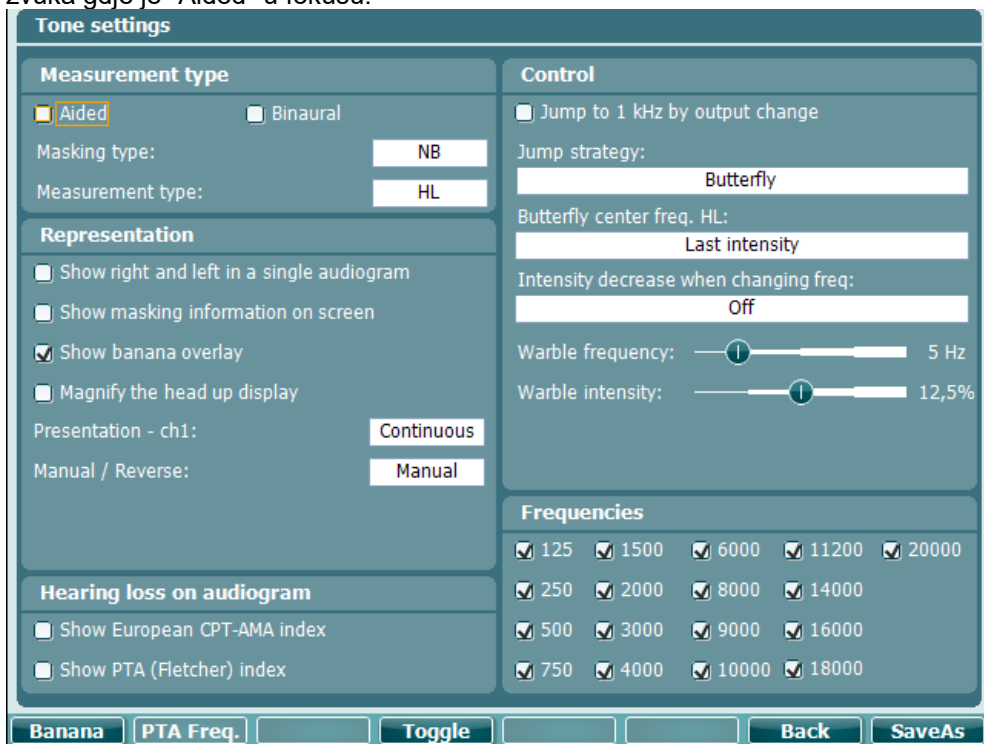 zvuka gdje je "Aided" u fokusu.
Tone settings
Measurement type
Aided Binaural
Masking type: NB
Measurement type: HL
Representation
Show right and left in a single audiogram
Show masking information on screen
Show banana overlay
Magnify the head up display
Presentation - ch1: Continuous
Manual / Reverse: Manual
Hearing loss on audiogram
Show European CPT-AMA index
Show PTA (Fletcher) index
Control
Jump to 1 kHz by output change
Jump strategy:
Butterfly
Butterfly center freq. HL:
Last intensity
Intensity decrease when changing freq:
Off
Warble frequency: 5 Hz
Warble intensity: 12,5%
Frequencies
125 1500 6000 11200 20000
250 2000 8000 14000
500 3000 9000 16000
750 4000 10000 18000
Banana PTA Freq. Toggle Back SaveAs